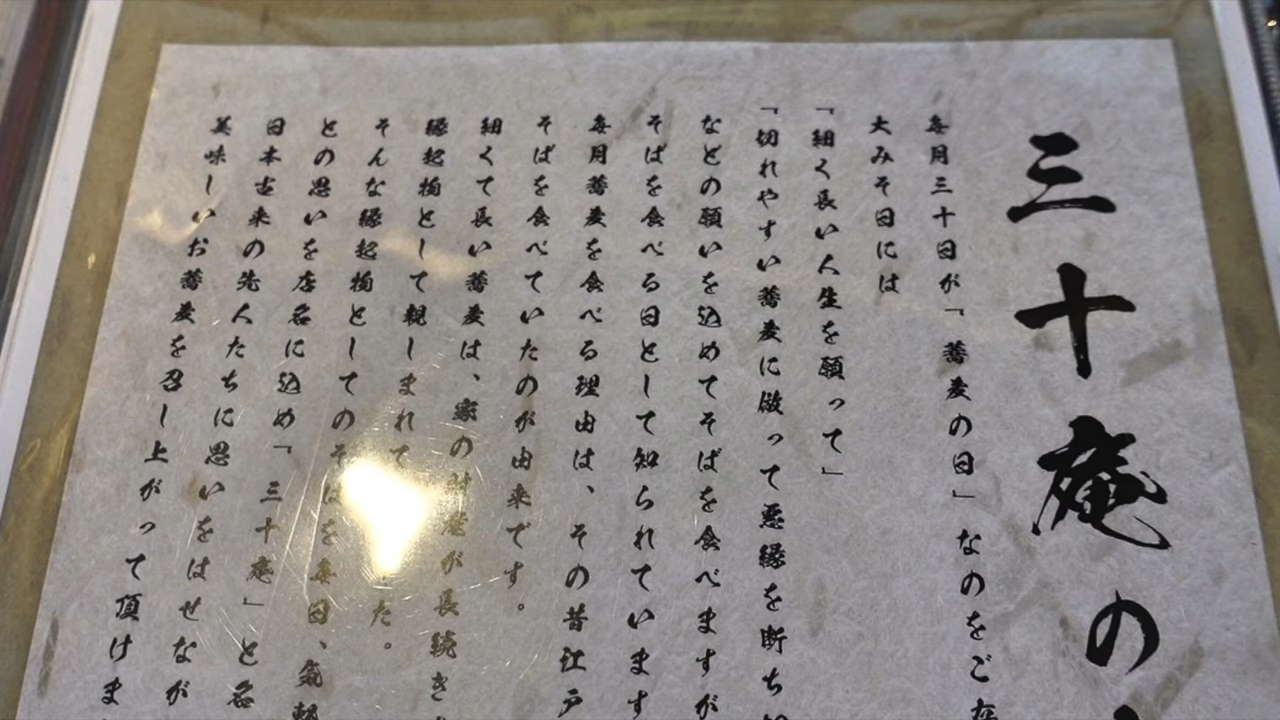 三十庵の
毎月三十日が「蕎麦の日」なのをご存
大みそ日には
「細く長い人生を願って」
「切れやすい蕎麦に倣って悪縁を断ち切
などの願いを込めてそばを食べますが
そばを食べる日として知られています
毎月蕎麦を食べる理由は、その昔江戸
そばを食べていたのが由来です。
細くて長い蕎麦は、家の財産が長続き
縁起物として親しまれて た。
そんな縁起物としてのそばを毎日、気軽
との思いを店名に込め「三十庵」と名
日本古来の先人たちに思いをはせなが
美味しいお蕎麦を召し上がって頂けま